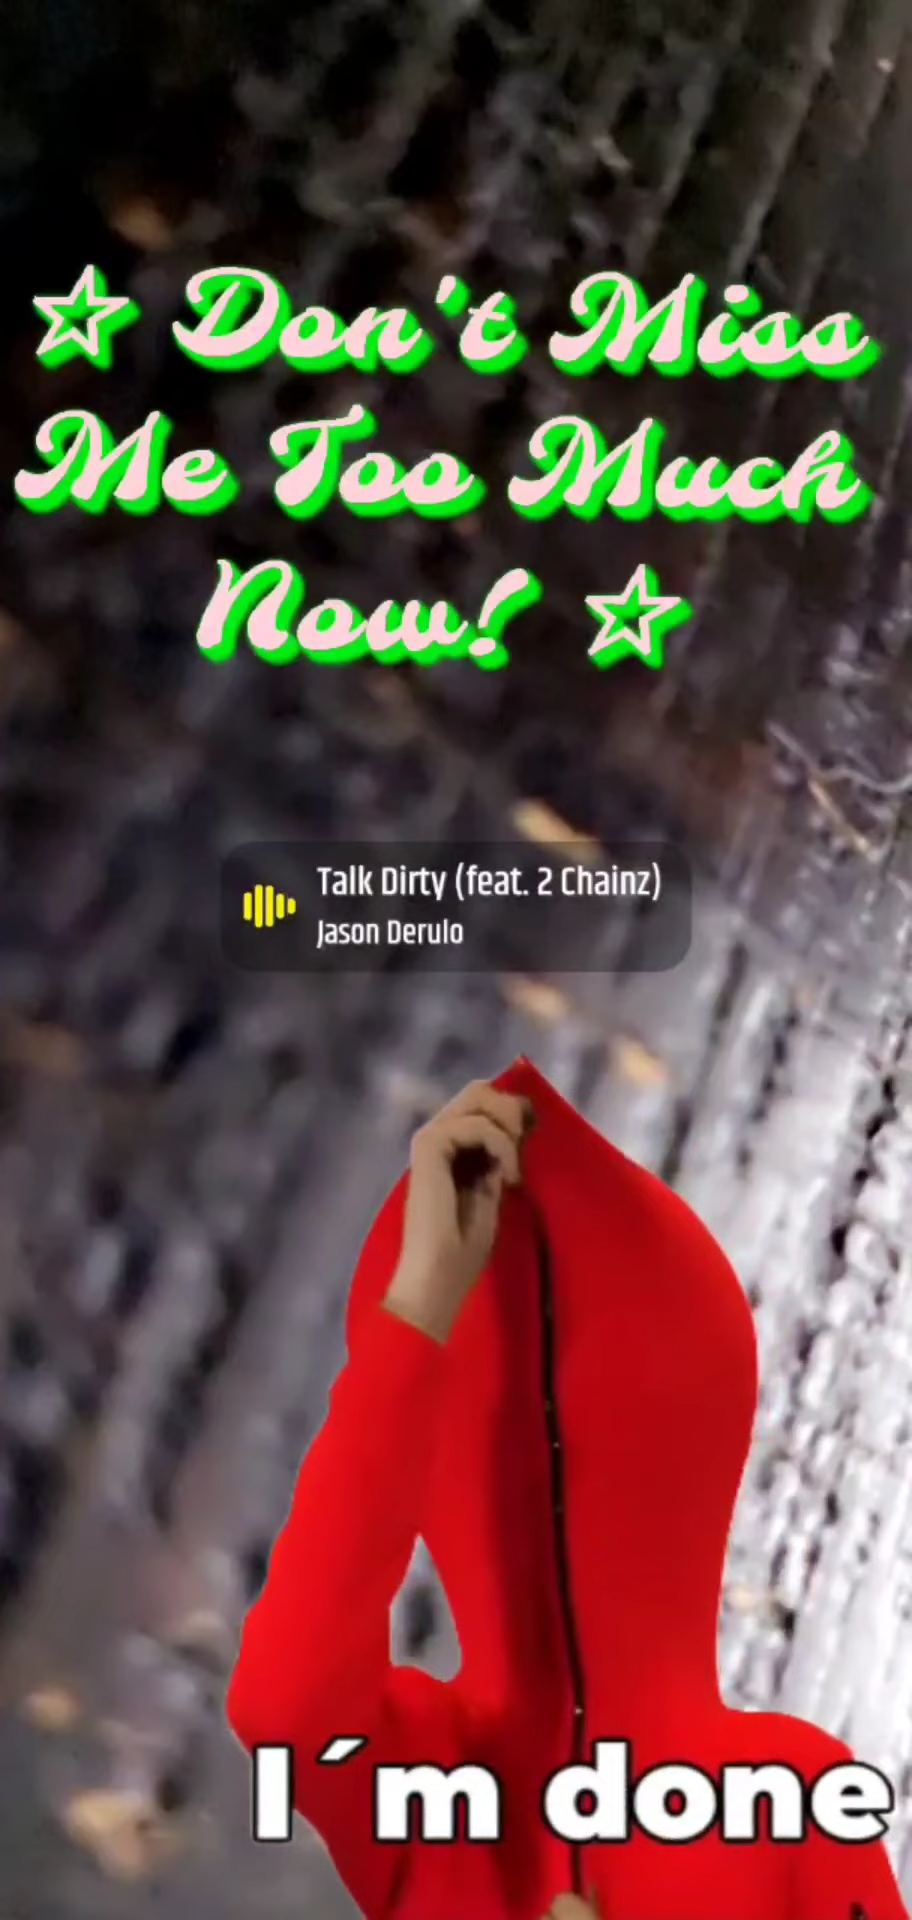 ☆ Don't Miss
Me Too Much
Now! ☆
Talk Dirty (feat. 2 Chainz)
Jason Derulo
I´m done